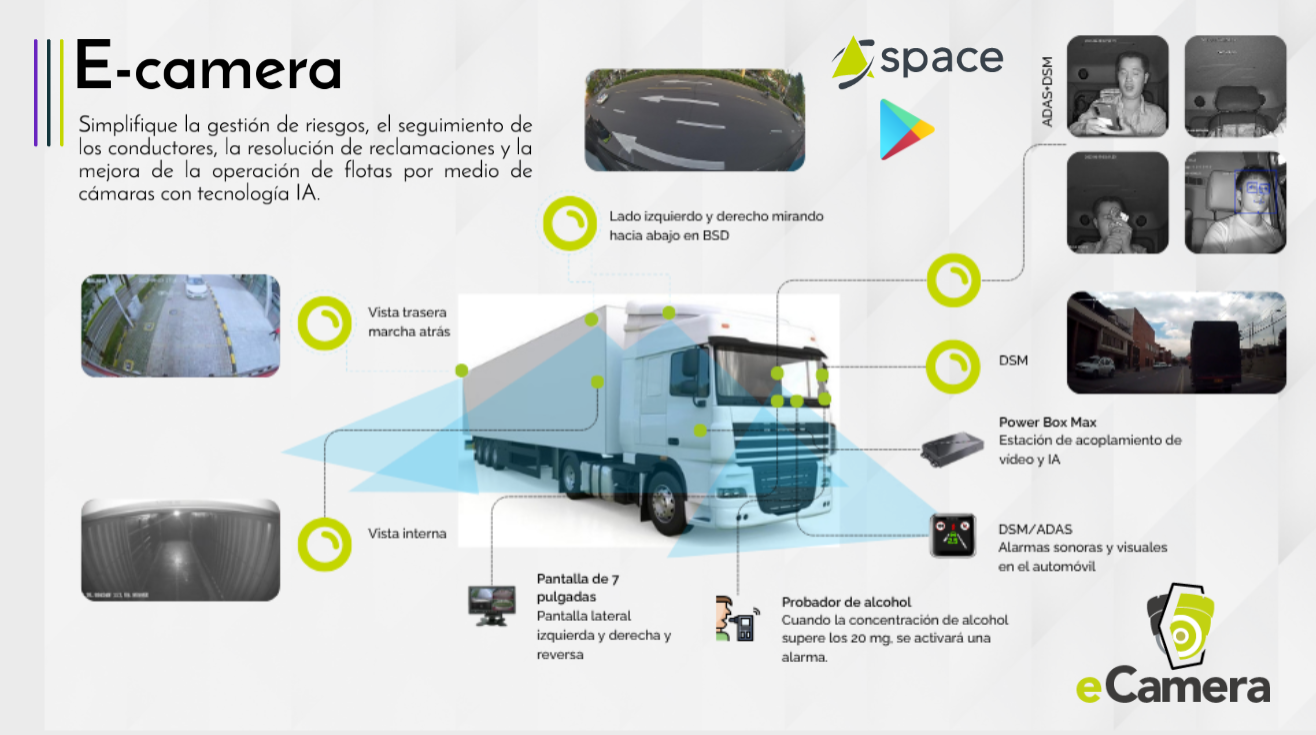 E-camera
Simplifique la gestión de riesgos, el seguimiento de
los conductores, la resolución de reclamaciones y la
mejora de la operación de flotas por medio de
cámaras con tecnología IA.
space
ADAS+DSM
Lado izquierdo y derecho mirando
hacia abajo en BSD
Vista trasera
marcha atrás
DSM
Power Box Max
Estación de acoplamiento de
vídeo y IA
Vista interna
DSM/ADAS
Alarmas sonoras y visuales
en el automóvil
Pantalla de 7
pulgadas
Pantalla lateral
izquierda y derecha y
reversa
Probador de alcohol
Cuando la concentración de alcohol
supere los 20 mg, se activará una
alarma.
eCamera